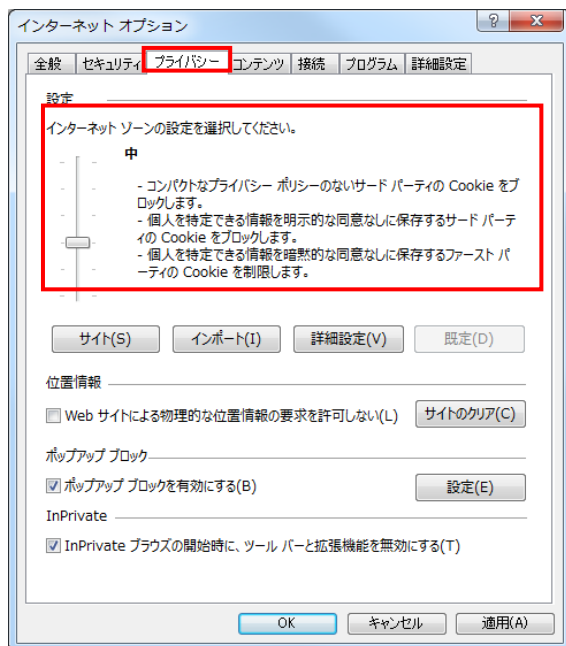 インターネット オプション
全般 セキュリティ プライバシー コンテンツ 接続 プログラム 詳細設定
設定
インターネット ゾーンの設定を選択してください。
中
- コンパクトなプライバシー ポリシーのないサード パーティの Cookie をブ
ロックします。
- 個人を特定できる情報を明示的な同意なしに保存するサード パーテ
ィの Cookie をブロックします。
- 個人を特定できる情報を暗黙的な同意なしに保存するファースト パ
ーティの Cookie を制限します。
サイト(S) インポート(I) 詳細設定(V) 既定(D)
位置情報
Web サイトによる物理的な位置情報の要求を許可しない(L) サイトのクリア(C)
ポップアップ ブロック
ポップアップ ブロックを有効にする(B) 設定(E)
InPrivate
InPrivate ブラウズの開始時に、ツール バーと拡張機能を無効にする(T)
OK キャンセル 適用(A)